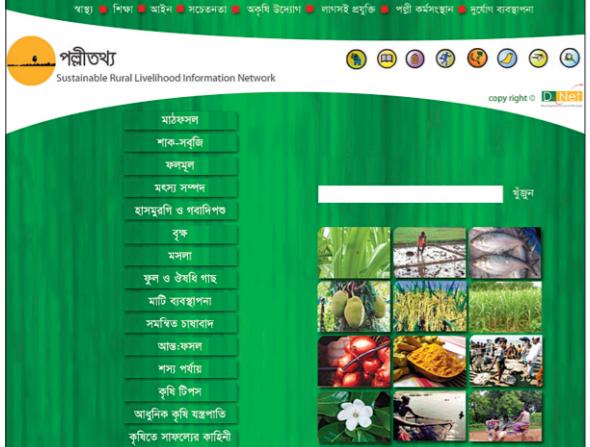 স্বাস্থ্য শিক্ষা আইন সচেতনতা অকৃষি উদ্যোগ লাগসই প্রযুক্তি পল্লী কর্মসংস্থান দুর্যোগ ব্যবস্থাপনা
পল্লীতথ্য
Sustainable Rural Livelihood Information Network
copy right © D.Net
মাঠফসল
শাক-সব্জি
ফলমূল
মৎস্য সম্পদ
খুঁজুন
হাসমুরগি ও গবাদিপশু
বৃক্ষ
মসলা
ফুল ও ঔষধি গাছ
মাটি ব্যবস্থাপনা
সমন্বিত চাষাবাদ
আন্ত:ফসল
শস্য পর্যায়
কৃষি টিপস
আধুনিক কৃষি যন্ত্রপাতি
কৃষিতে সাফল্যের কাহিনী